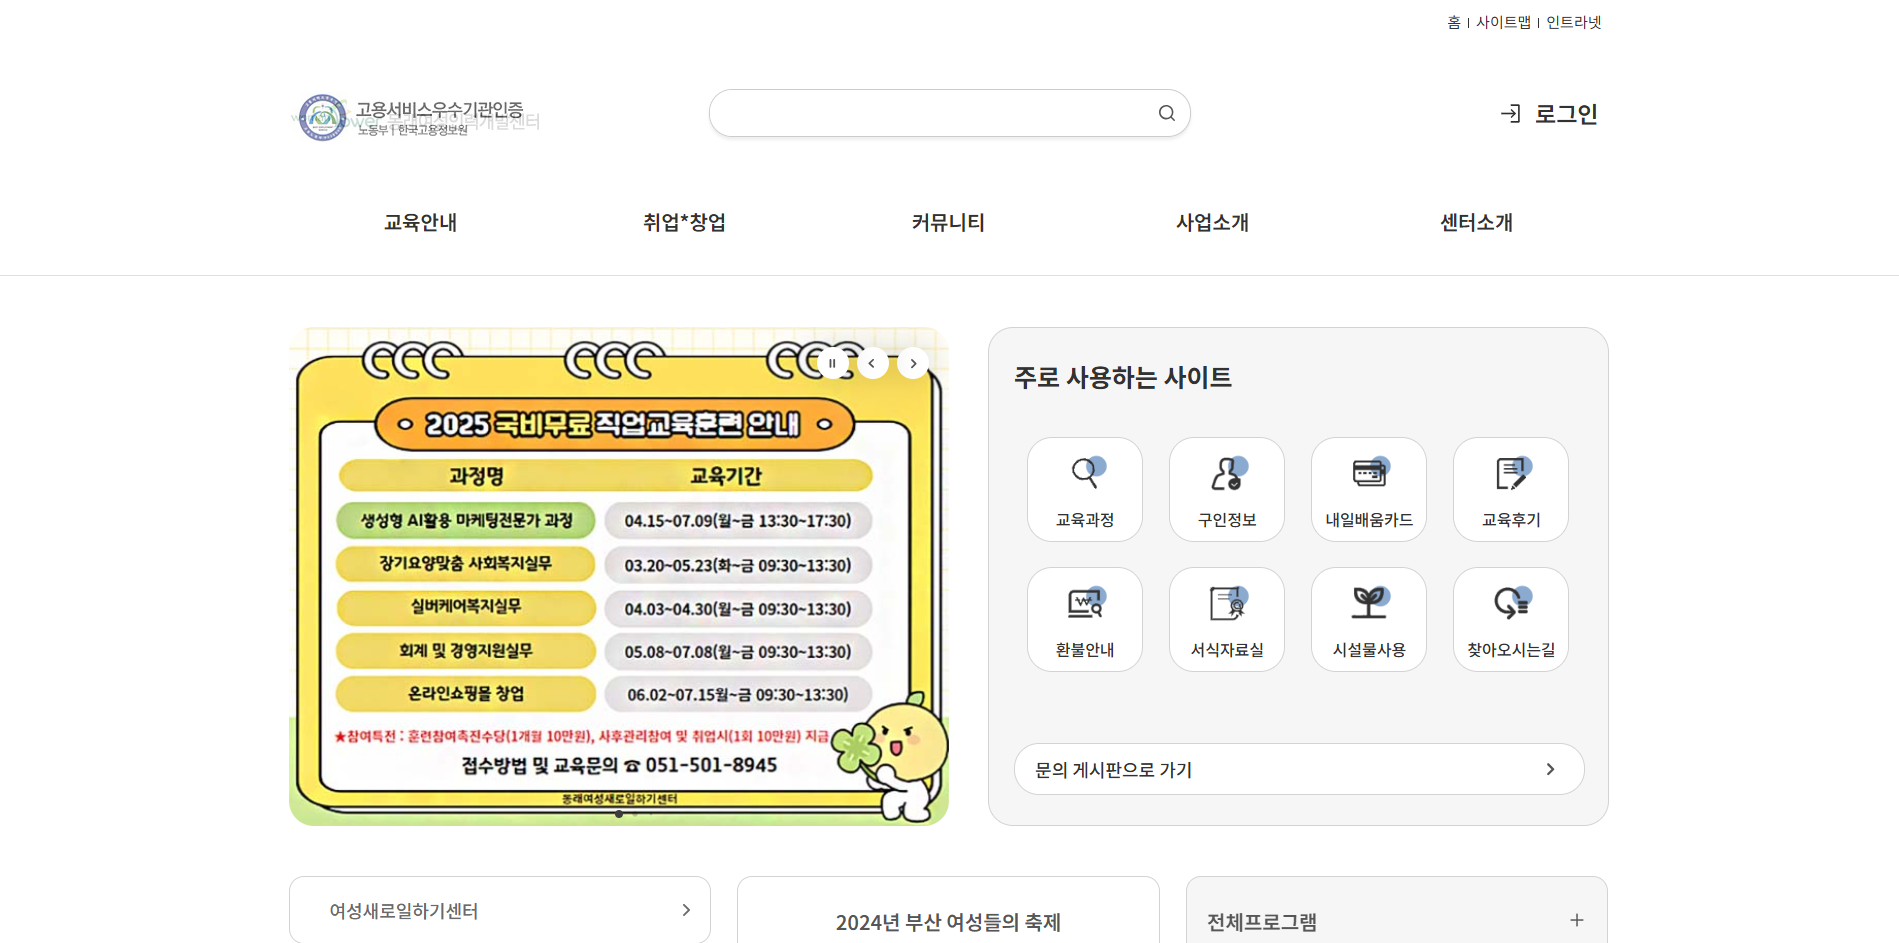 홈 | 사이트맵 | 인트라넷
고용서비스우수기관인증
노동부 | 한국고용정보원
동래여성인력개발센터
로그인
교육안내 취업*창업 커뮤니티 사업소개 센터소개
2025 국비무료 직업교육훈련 안내
과정명 교육기간
생성형 AI활용 마케팅전문가 과정 04.15~07.09(월~금 13:30~17:30)
장기요양맞춤 사회복지실무 03.20~05.23(화~금 09:30~13:30)
실버케어복지실무 04.03~04.30(월~금 09:30~13:30)
회계 및 경영지원실무 05.08~07.08(월~금 09:30~13:30)
온라인쇼핑몰 창업 06.02~07.15월~금 09:30~13:30)
★참여특전 : 훈련참여촉진수당(1개월 10만원), 사후관리참여 및 취업시(1회 10만원) 지급
접수방법 및 교육문의 ☎ 051-501-8945
동래여성새로일하기센터
주로 사용하는 사이트
교육과정 구인정보 내일배움카드 교육후기
환불안내 서식자료실 시설물사용 찾아오시는길
문의 게시판으로 가기
여성새로일하기센터
2024년 부산 여성들의 축제
전체프로그램